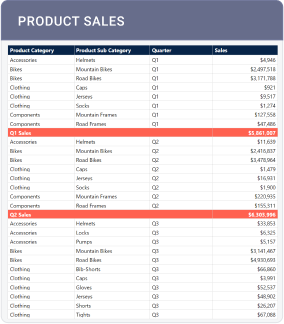 PRODUCT SALES
Product Category Product Sub Category Quarter Sales
Accessories Helmets Q1 $4,946
Bikes Mountain Bikes Q1 $2,497,518
Bikes Road Bikes Q1 $3,171,788
Clothing Caps Q1 $921
Clothing Jerseys Q1 $9,517
Clothing Socks Q1 $1,274
Components Mountain Frames Q1 $127,558
Components Road Frames Q1 $47,486
Q1 Sales $5,861,007
Accessories Helmets Q2 $11,639
Bikes Mountain Bikes Q2 $2,416,837
Bikes Road Bikes Q2 $3,478,964
Clothing Caps Q2 $1,479
Clothing Jerseys Q2 $16,931
Clothing Socks Q2 $1,900
Components Mountain Frames Q2 $220,935
Components Road Frames Q2 $155,311
Q2 Sales $6,303,996
Accessories Helmets Q3 $33,853
Accessories Locks Q3 $6,325
Accessories Pumps Q3 $5,157
Bikes Mountain Bikes Q3 $3,141,467
Bikes Road Bikes Q3 $4,930,693
Clothing Bib-Shorts Q3 $66,860
Clothing Caps Q3 $3,991
Clothing Gloves Q3 $52,537
Clothing Jerseys Q3 $48,902
Clothing Shorts Q3 $26,207
Clothing Tights Q3 $67,088